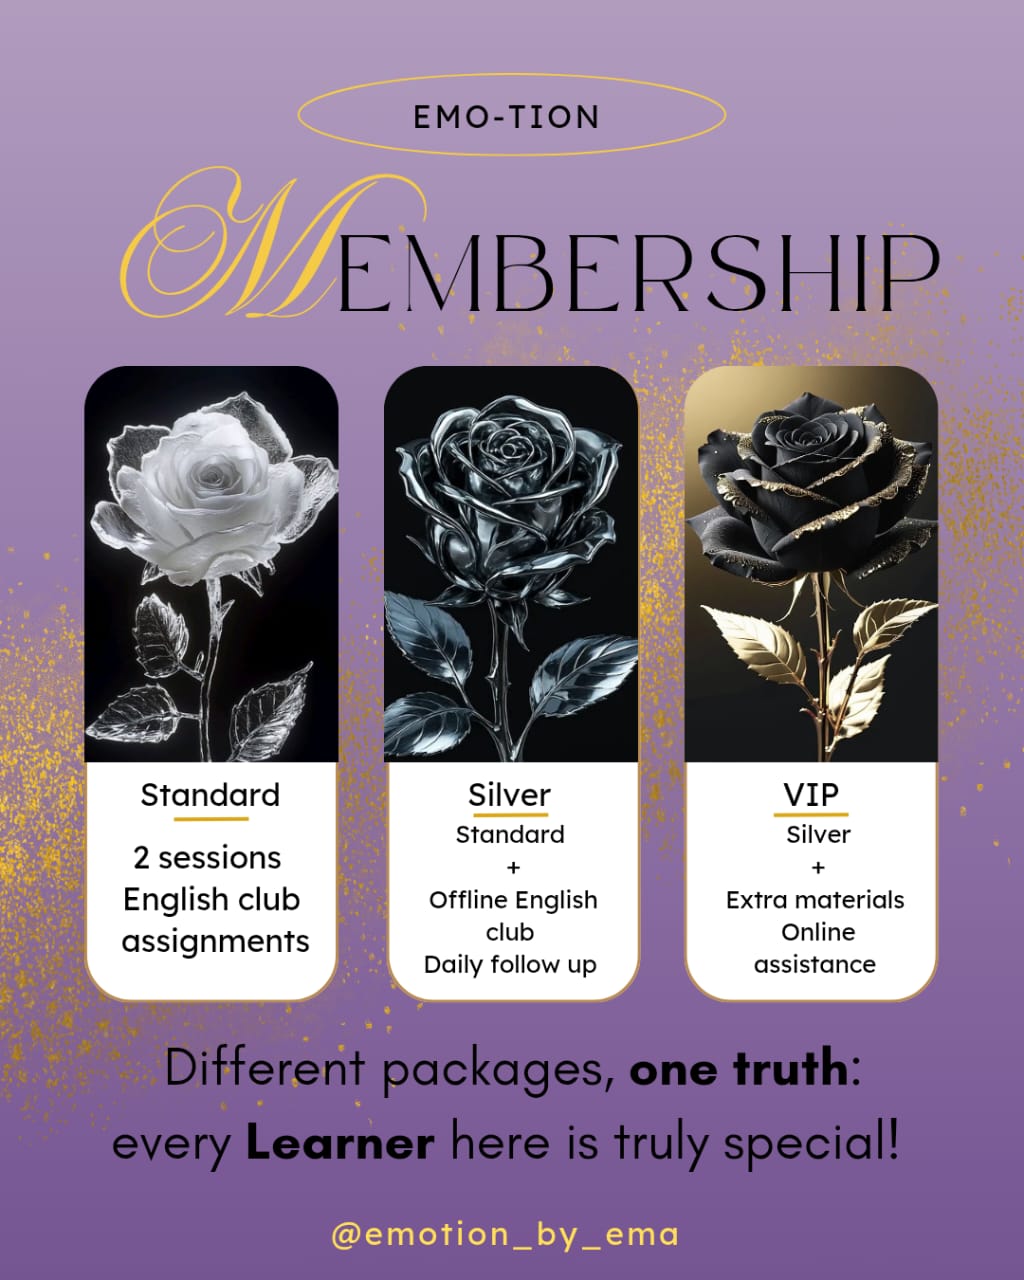 EMO-TION
MEMBERSHIP
Standard
2 sessions
English club
assignments
Silver
Standard
+
Offline English
club
Daily follow up
VIP
Silver
+
Extra materials
Online
assistance
Different packages, one truth:
every Learner here is truly special!
@emotion_by_ema